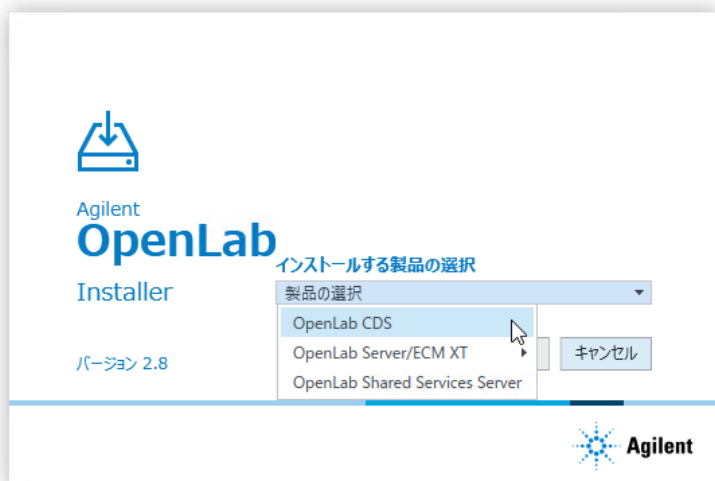 Agilent
OpenLab
インストールする製品の選択
Installer
製品の選択
OpenLab CDS
OpenLab Server/ECM XT
キャンセル
バージョン 2.8
OpenLab Shared Services Server
Agilent